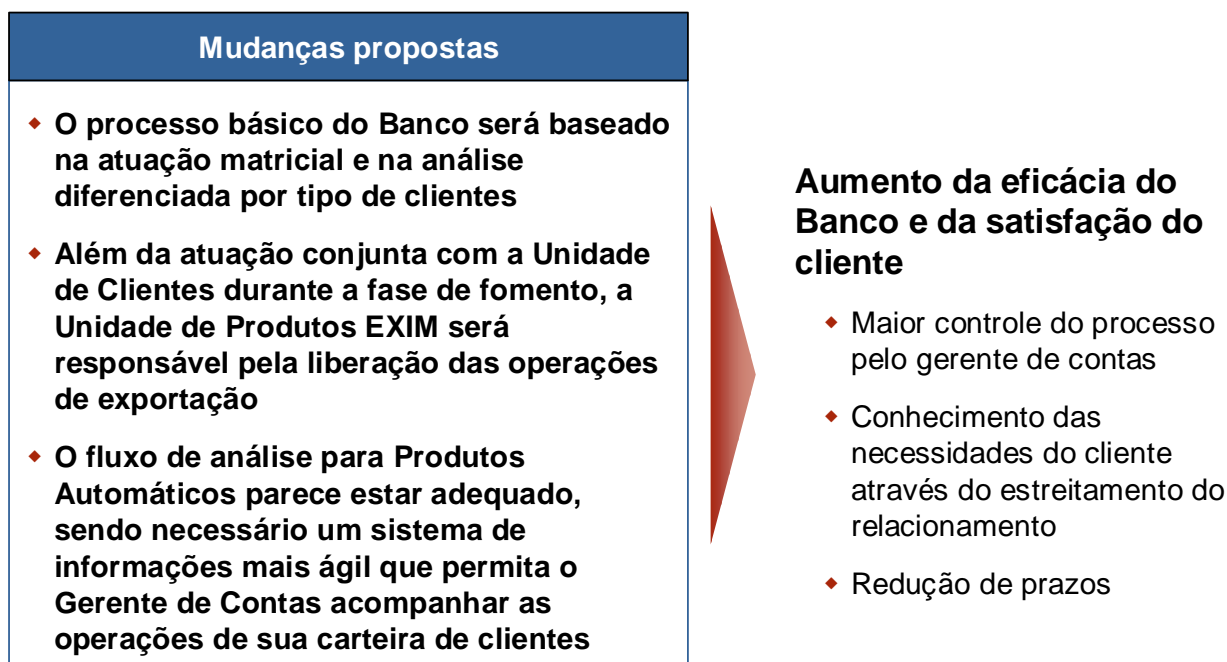 Mudanças propostas
O processo básico do Banco será baseado
na atuação matricial e na análise
diferenciada por tipo de clientes
Além da atuação conjunta com a Unidade
de Clientes durante a fase de fomento, a
Unidade de Produtos EXIM será
responsável pela liberação das operações
de exportação
O fluxo de análise para Produtos
Automáticos parece estar adequado,
sendo necessário um sistema de
informações mais ágil que permita o
Gerente de Contas acompanhar as
operações de sua carteira de clientes
Aumento da eficácia do
Banco e da satisfação do
cliente
Maior controle do processo
pelo gerente de contas
Conhecimento das
necessidades do cliente
através do estreitamento do
relacionamento
Redução de prazos